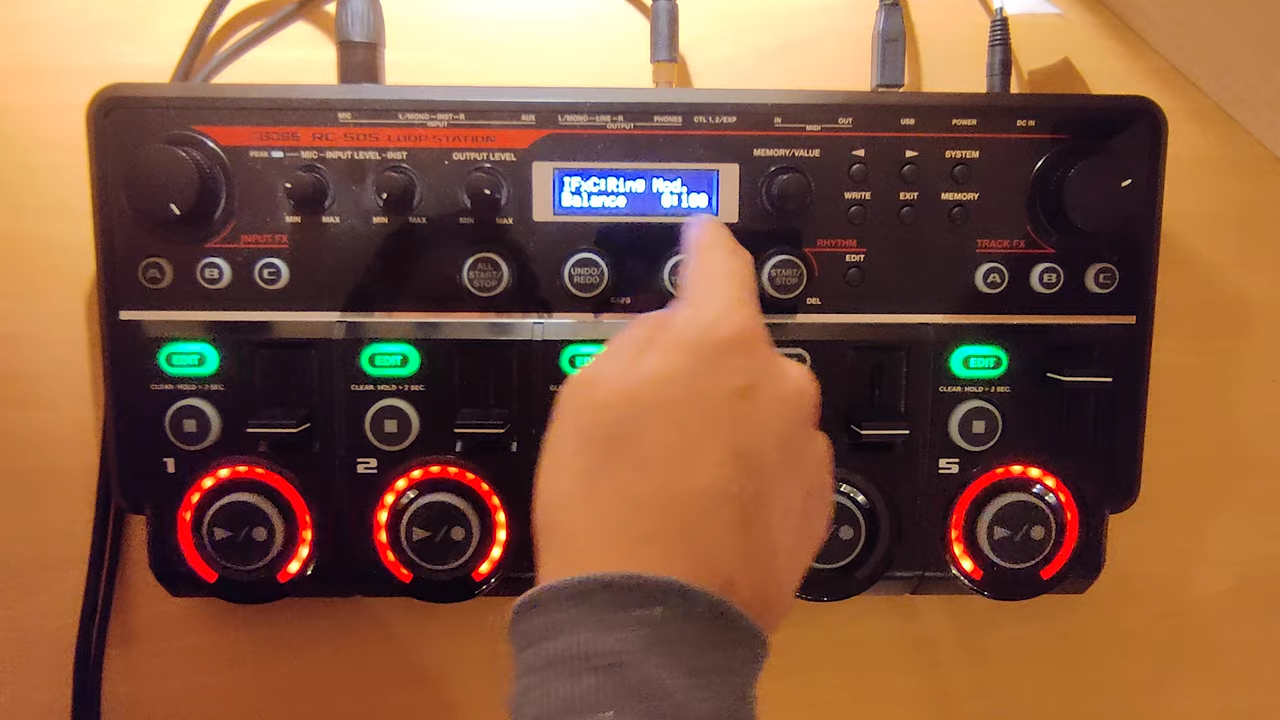 MIC L/MONO-INST-R AUX L/MONO-LINE-R PHONES CTL 1, 2/EXP IN OUT USB POWER DC IN
INPUT OUTPUT MIDI
BOSS RC-505 LOOP STATION
PEAK MIC-INPUT LEVEL-INST OUTPUT LEVEL MEMORY/VALUE SYSTEM
IFxC:Ring Mod.
Balance 0:100
MIN MAX MIN MAX MIN MAX WRITE EXIT MEMORY
INPUT FX RHYTHM TRACK FX
EDIT
A B C ALL START/STOP UNDO/REDO START/STOP A B C
DEL
EDIT EDIT EDIT
CLEAR: HOLD > 2 SEC. CLEAR: HOLD > 2 SEC. CLEAR: HOLD > 2 SEC.
1 2 5